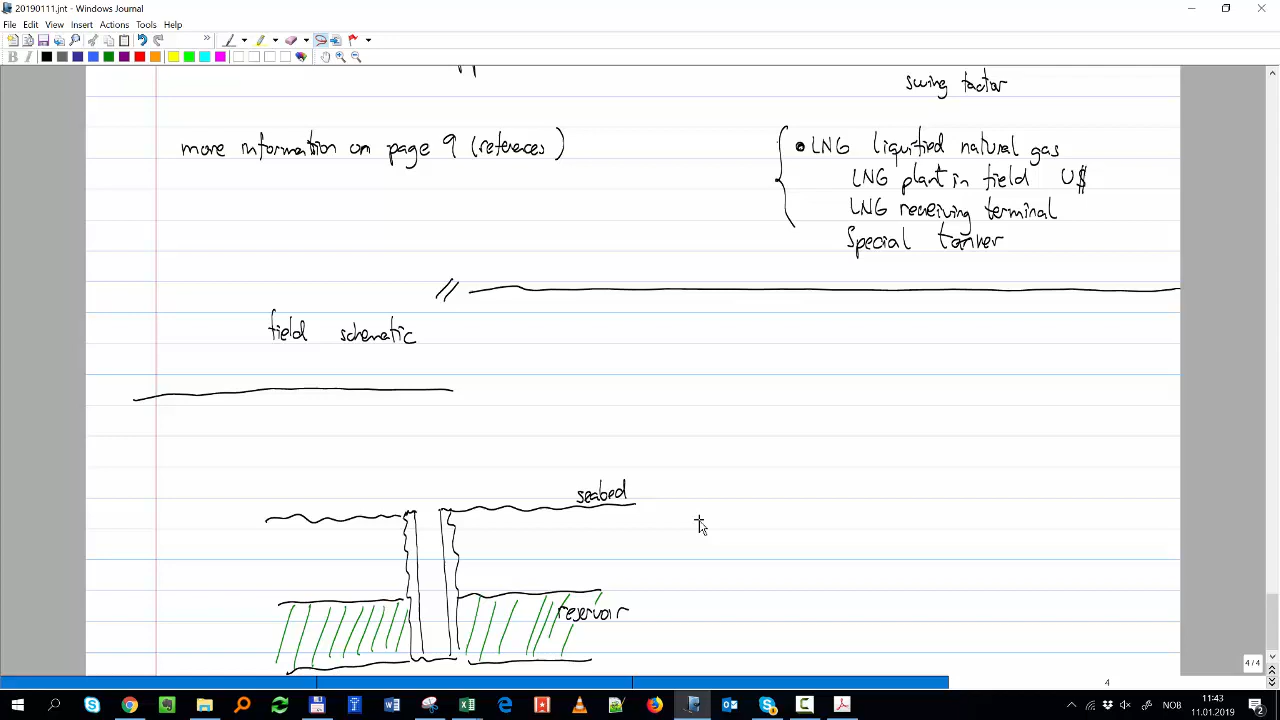 20190111.jnt - Windows Journal
File Edit View Insert Actions Tools Help
swing factor
more information on page 9 (references)
• LNG liquified natural gas
LNG plant in field U$
LNG receiving terminal
Special tanker
field schematic
seabed
reservoir
4/4
4
NOB
11:43
11.01.2019